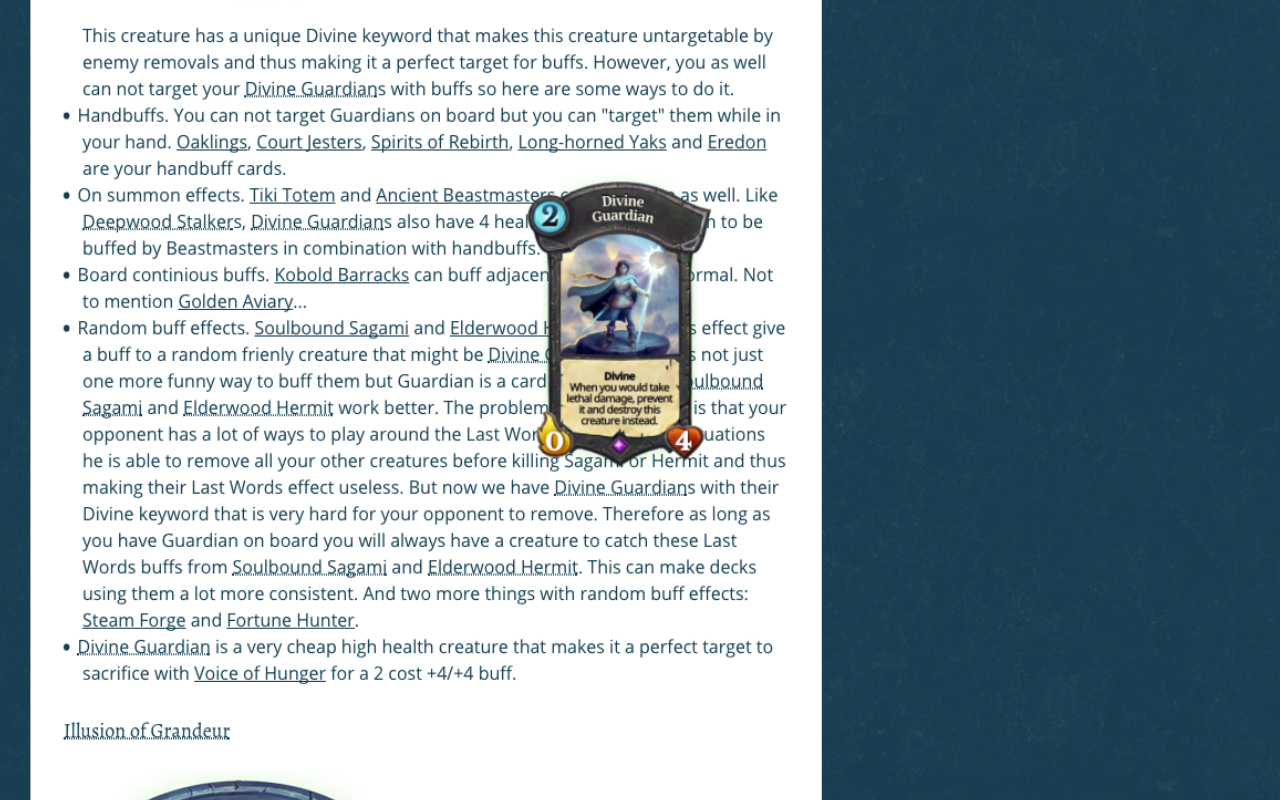 This creature has a unique Divine keyword that makes this creature untargetable by
enemy removals and thus making it a perfect target for buffs. However, you as well
can not target your Divine Guardians with buffs so here are some ways to do it.
• Handbuffs. You can not target Guardians on board but you can "target" them while in
your hand. Oaklings, Court Jesters, Spirits of Rebirth, Long-horned Yaks and Eredon
are your handbuff cards.
• On summon effects. Tiki Totem and Ancient Beastmasters as well. Like
Deepwood Stalkers, Divine Guardians also have 4 to be
buffed by Beastmasters in combination with handbuffs.
• Board continious buffs. Kobold Barracks can buff Not
to mention Golden Aviary...
• Random buff effects. Soulbound Sagami and Elderwood effect give
a buff to a random frienly creature that might be Divine not just
one more funny way to buff them but Guardian is a card
Sagami and Elderwood Hermit work better. The problem is that your
opponent has a lot of ways to play around the Last
he is able to remove all your other creatures before killing Sagami or Hermit and thus
making their Last Words effect useless. But now we have Divine Guardians with their
Divine keyword that is very hard for your opponent to remove. Therefore as long as
you have Guardian on board you will always have a creature to catch these Last
Words buffs from Soulbound Sagami and Elderwood Hermit. This can make decks
using them a lot more consistent. And two more things with random buff effects:
Steam Forge and Fortune Hunter.
• Divine Guardian is a very cheap high health creature that makes it a perfect target to
sacrifice with Voice of Hunger for a 2 cost +4/+4 buff.
Illusion of Grandeur
2
Divine
Guardian
Divine
When you would take
lethal damage, prevent
it and destroy this
creature instead.
0
4